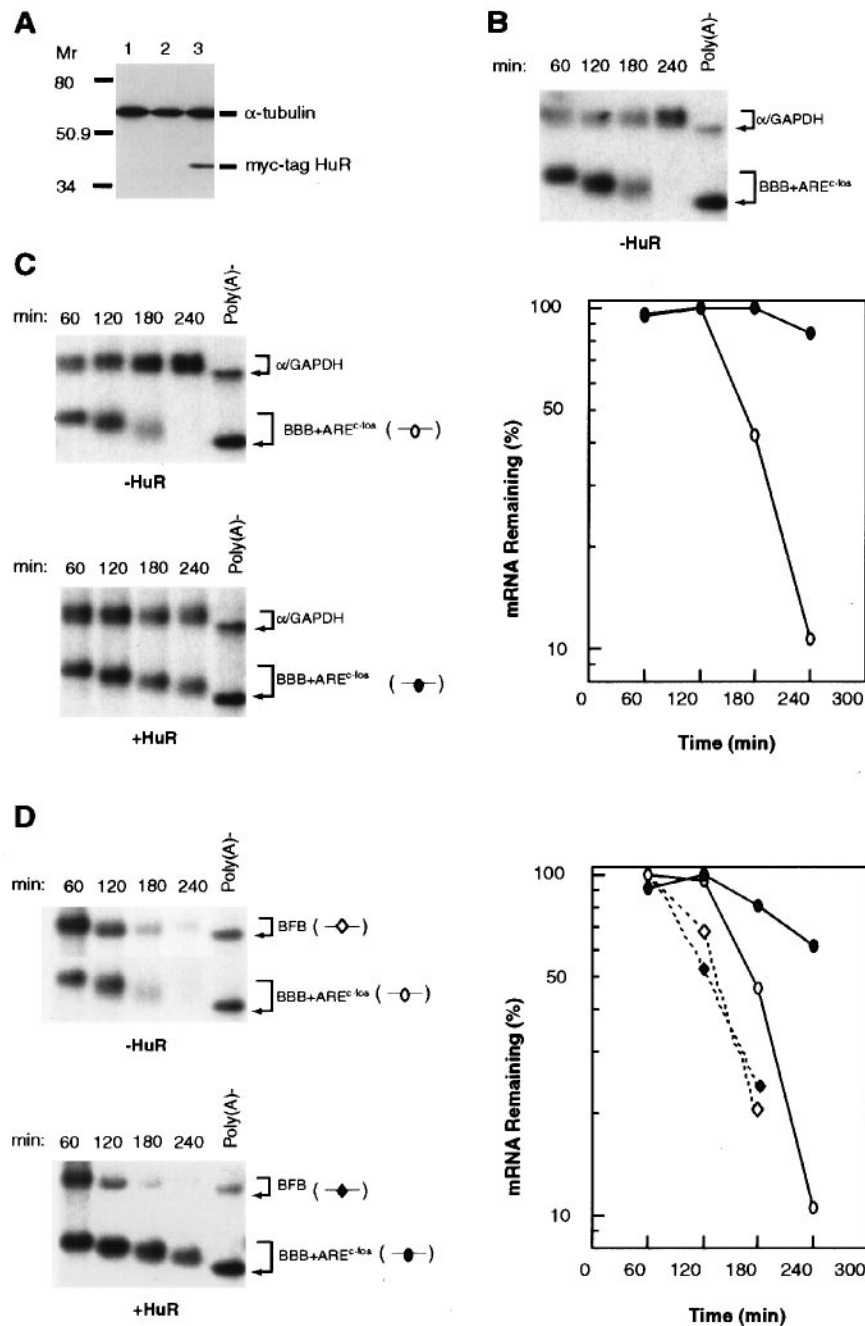 A
Mr
1 2 3
80
α-tubulin
50.9
myc-tag HuR
34
B
min: 60 120 180 240 Poly(A)-
α/GAPDH
BBB+ARE^c-fos
-HuR
C
min: 60 120 180 240 Poly(A)-
α/GAPDH
BBB+ARE^c-fos ( )
-HuR
min: 60 120 180 240 Poly(A)-
α/GAPDH
BBB+ARE^c-fos ( )
+HuR
mRNA Remaining (%)
100
50
10
0 60 120 180 240 300
Time (min)
D
min: 60 120 180 240 Poly(A)-
BFB ( )
BBB+ARE^c-fos ( )
-HuR
min: 60 120 180 240 Poly(A)-
BFB ( )
BBB+ARE^c-fos ( )
+HuR
mRNA Remaining (%)
100
50
10
0 60 120 180 260 300
Time (min)